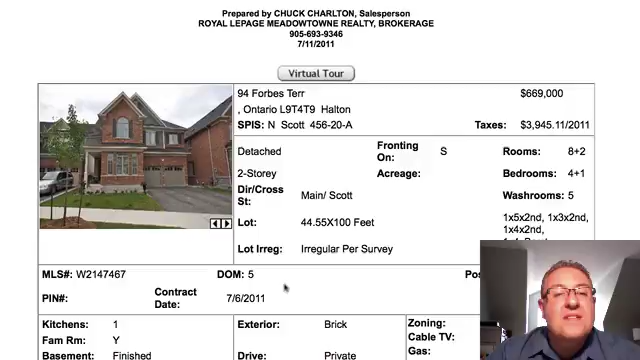 Prepared by CHUCK CHARLTON, Salesperson
ROYAL LEPAGE MEADOWTOWNE REALTY, BROKERAGE
905-693-9346
7/11/2011
Virtual Tour
94 Forbes Terr $669,000
, Ontario L9T4T9 Halton
SPIS: N Scott 456-20-A Taxes: $3,945.11/2011
Detached Fronting On: S Rooms: 8+2
2-Storey Acreage: Bedrooms: 4+1
Dir/Cross St: Main/ Scott Washrooms: 5
Lot: 44.55X100 Feet 1x5x2nd, 1x3x2nd,
1x4x2nd,
Lot Irreg: Irregular Per Survey
MLS#: W2147467 DOM: 5
PIN#: Contract Date: 7/6/2011
Kitchens: 1 Exterior: Brick Zoning:
Fam Rm: Y Cable TV:
Basement: Finished Drive: Private Gas: